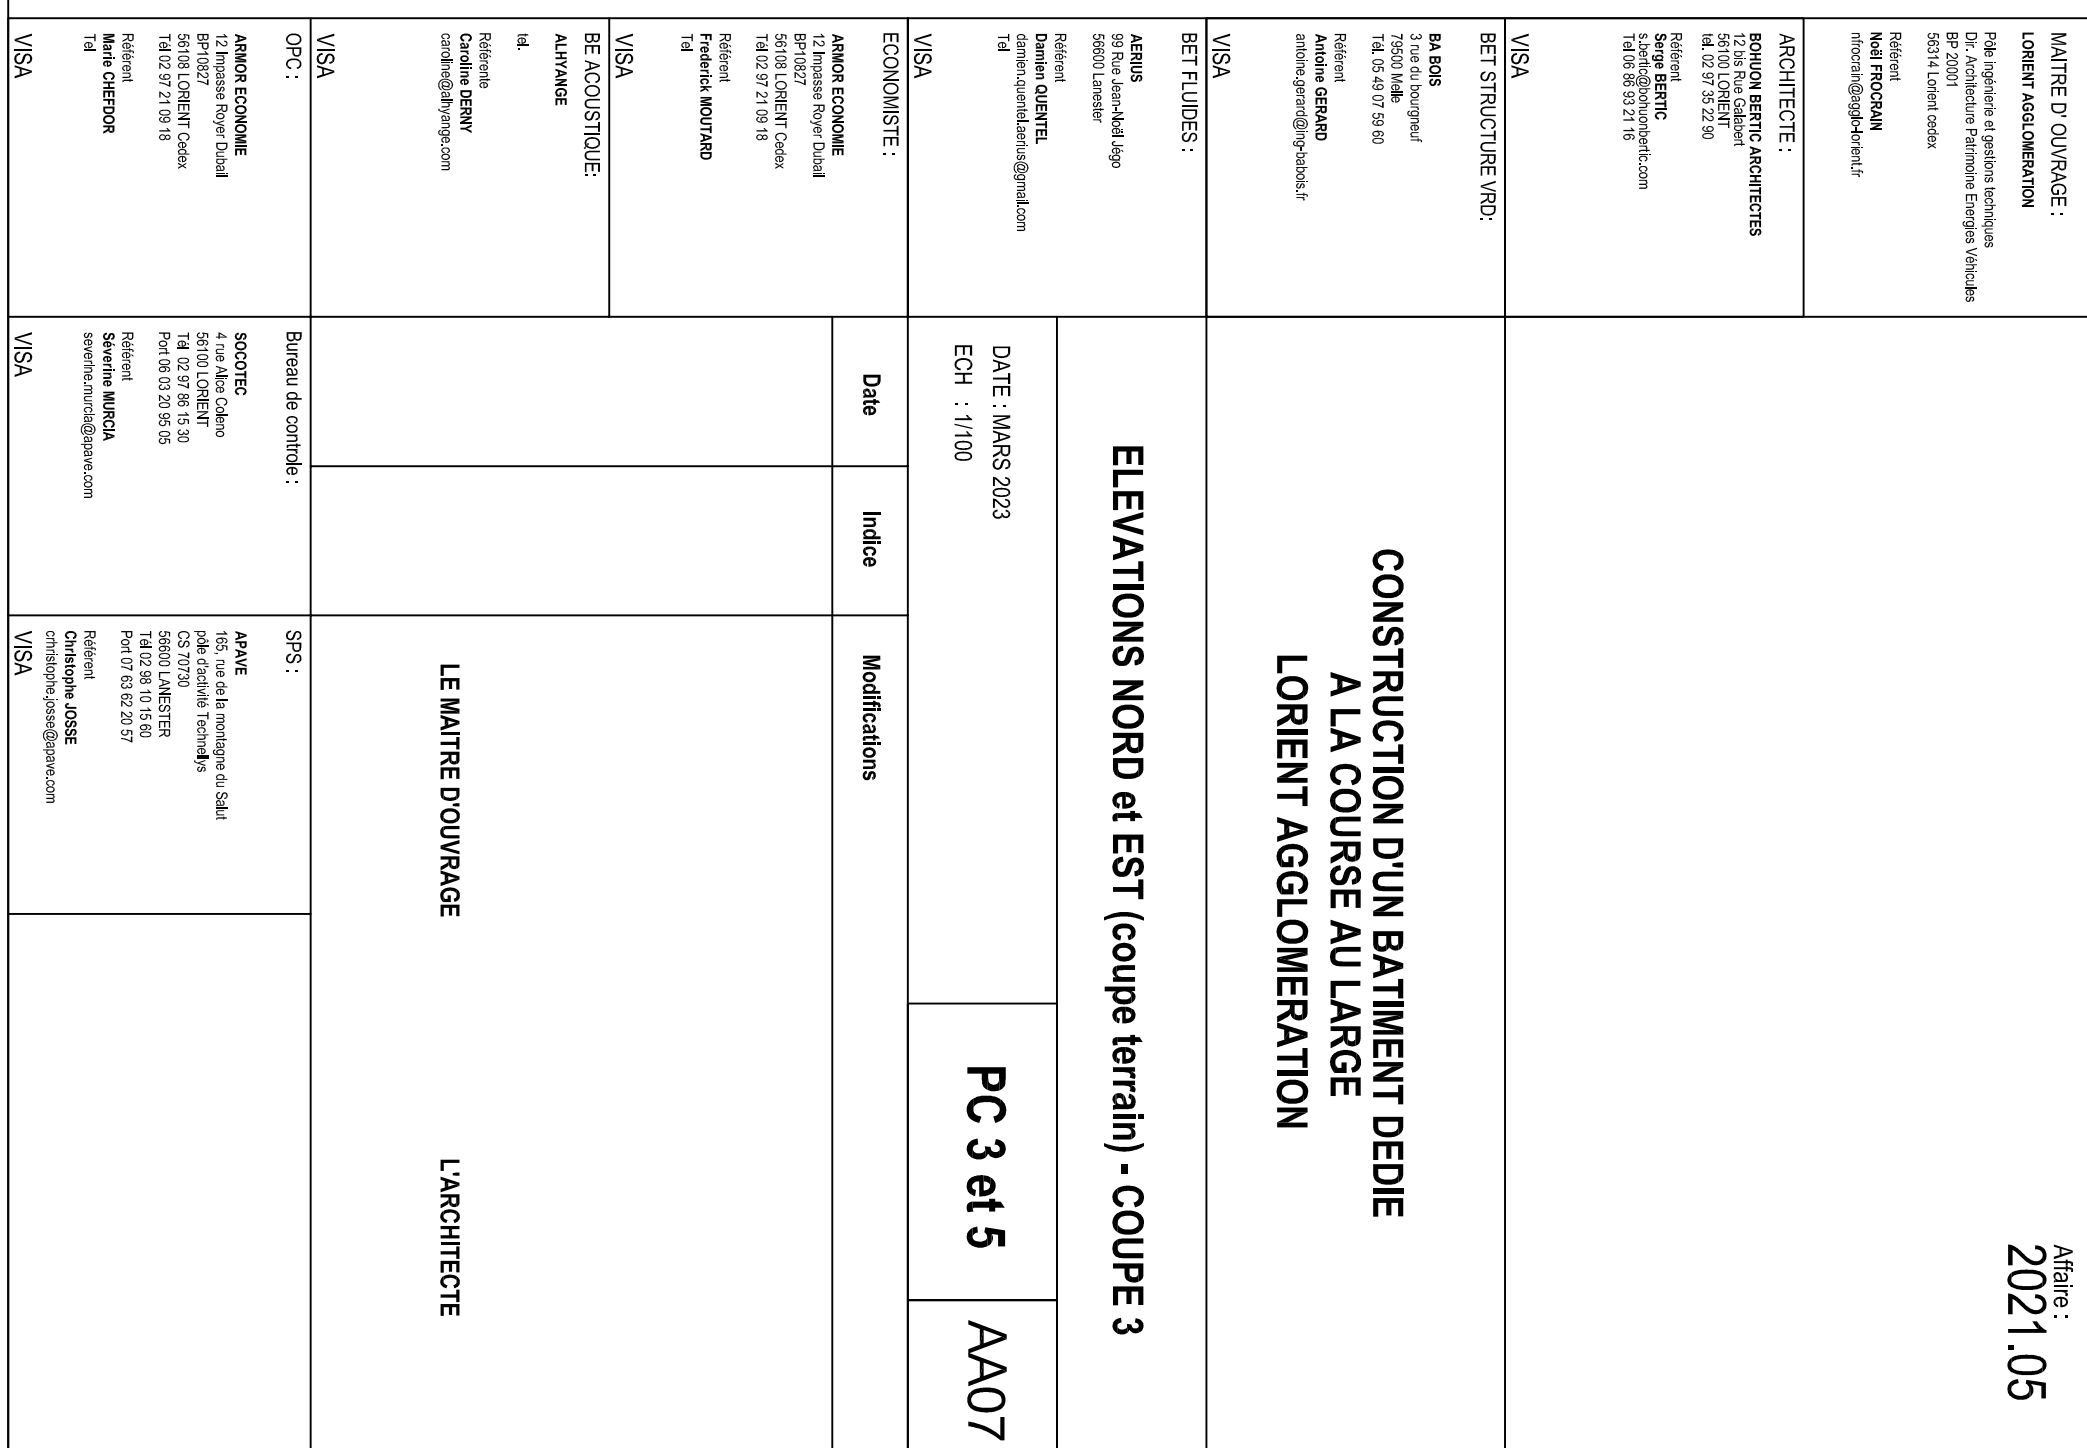 MAITRE D' OUVRAGE :
LORIENT AGGLOMERATION
Pôle ingénierie et gestions techniques
Dir. Architecture Patrimoine Energies Véhicules
BP 20001
56314 Lorient cedex
Référent
Noël FROCRAIN
nfrocrain@agglo-lorient.fr
Affaire :
2021.05
ARCHITECTE :
BOHUON BERTIC ARCHITECTES
12 bis Rue Galabert
56100 LORIENT
tel. 02 97 35 22 90
Référent
Serge BERTIC
s.bertic@bohuonbertic.com
Tel 06 86 93 21 16
VISA
BET STRUCTURE VRD:
BA BOIS
3 rue du bourgneuf
79500 Melle
Tél. 05 49 07 59 60
Référent
Antoine GERARD
antoine.gerard@ing-babois.fr
VISA
CONSTRUCTION D'UN BATIMENT DEDIE
A LA COURSE AU LARGE
LORIENT AGGLOMERATION
BET FLUIDES :
AERIUS
99 Rue Jean-Noël Jégo
56600 Lanester
Référent
Damien QUENTEL
damien.quentel.aerius@gmail.com
Tel
VISA
ELEVATIONS NORD et EST (coupe terrain) - COUPE 3
DATE : MARS 2023
ECH : 1/100
PC 3 et 5
AA07
ECONOMISTE :
ARMOR ECONOMIE
12 Impasse Royer Dubail
BP10827
56108 LORIENT Cedex
Tél 02 97 21 09 18
Référent
Frederick MOUTARD
Tel
VISA
Date
Indice
Modifications
BE ACOUSTIQUE:
ALHYANGE
tel.
Référente
Caroline DERNY
caroline@alhyange.com
VISA
LE MAITRE D'OUVRAGE
L'ARCHITECTE
OPC :
ARMOR ECONOMIE
12 Impasse Royer Dubail
BP10827
56108 LORIENT Cedex
Tél 02 97 21 09 18
Référent
Marie CHEFDOR
Tel
VISA
Bureau de controle :
SOCOTEC
4 rue Alice Coleno
56100 LORIENT
Tél 02 97 86 15 30
Port 06 03 20 95 05
Référent
Séverine MURCIA
severine.murcia@apave.com
VISA
SPS :
APAVE
165, rue de la montagne du Salut
pôle d'activité Technellys
CS 70730
56600 LANESTER
Tél 02 98 10 15 60
Port 07 63 62 20 57
Référent
Christophe JOSSE
crhristophe.josse@apave.com
VISA